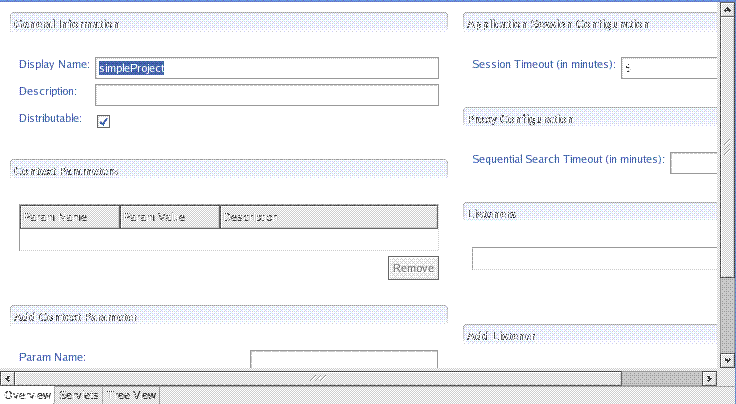 General Information
Display Name: simpleProject
Description:
Distributable:
Context Parameters
Param Name Param Value Description
Remove
Add Context Parameter
Param Name:
Application Session Configuration
Session Timeout (in minutes):
Proxy Configuration
Sequential Search Timeout (in minutes):
Listeners
Add Listener
Overview Servlets Tree View